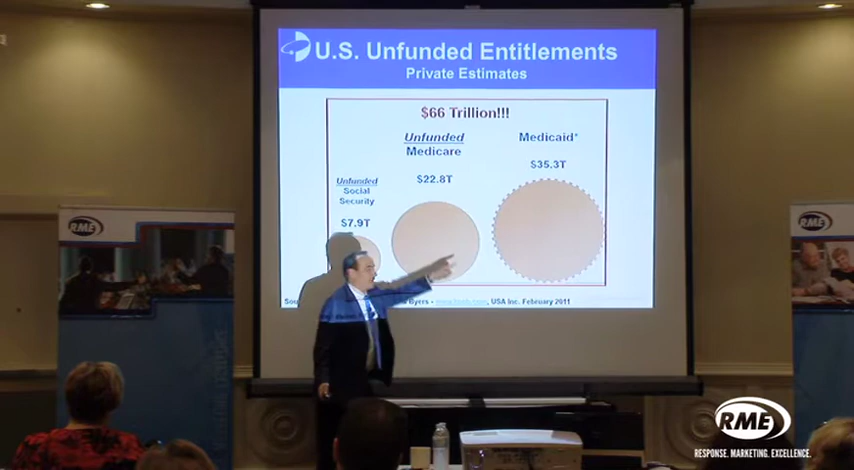 U.S. Unfunded Entitlements
Private Estimates
$66 Trillion!!!
Unfunded
Medicare
$22.8T
Medicaid*
$35.3T
Unfunded
Social
Security
$7.9T
Byers - www.kpcb.com, USA Inc. February 2011
RME
RME
RME
RESPONSE. MARKETING. EXCELLENCE.